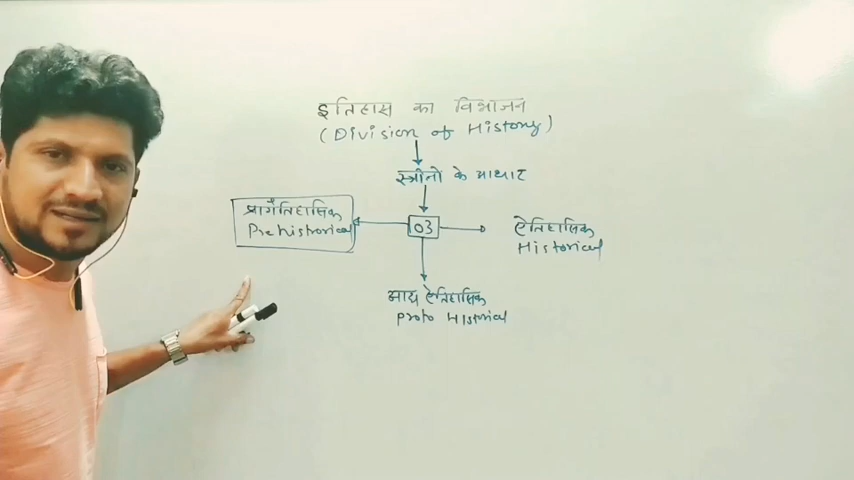 इतिहास का विभाजन
(Division of History)
स्त्रोतो के आधार
03
प्रागैतिहासिक
Prehistorical
ऐतिहासिक
Historical
आद्य ऐतिहासिक
proto Historical